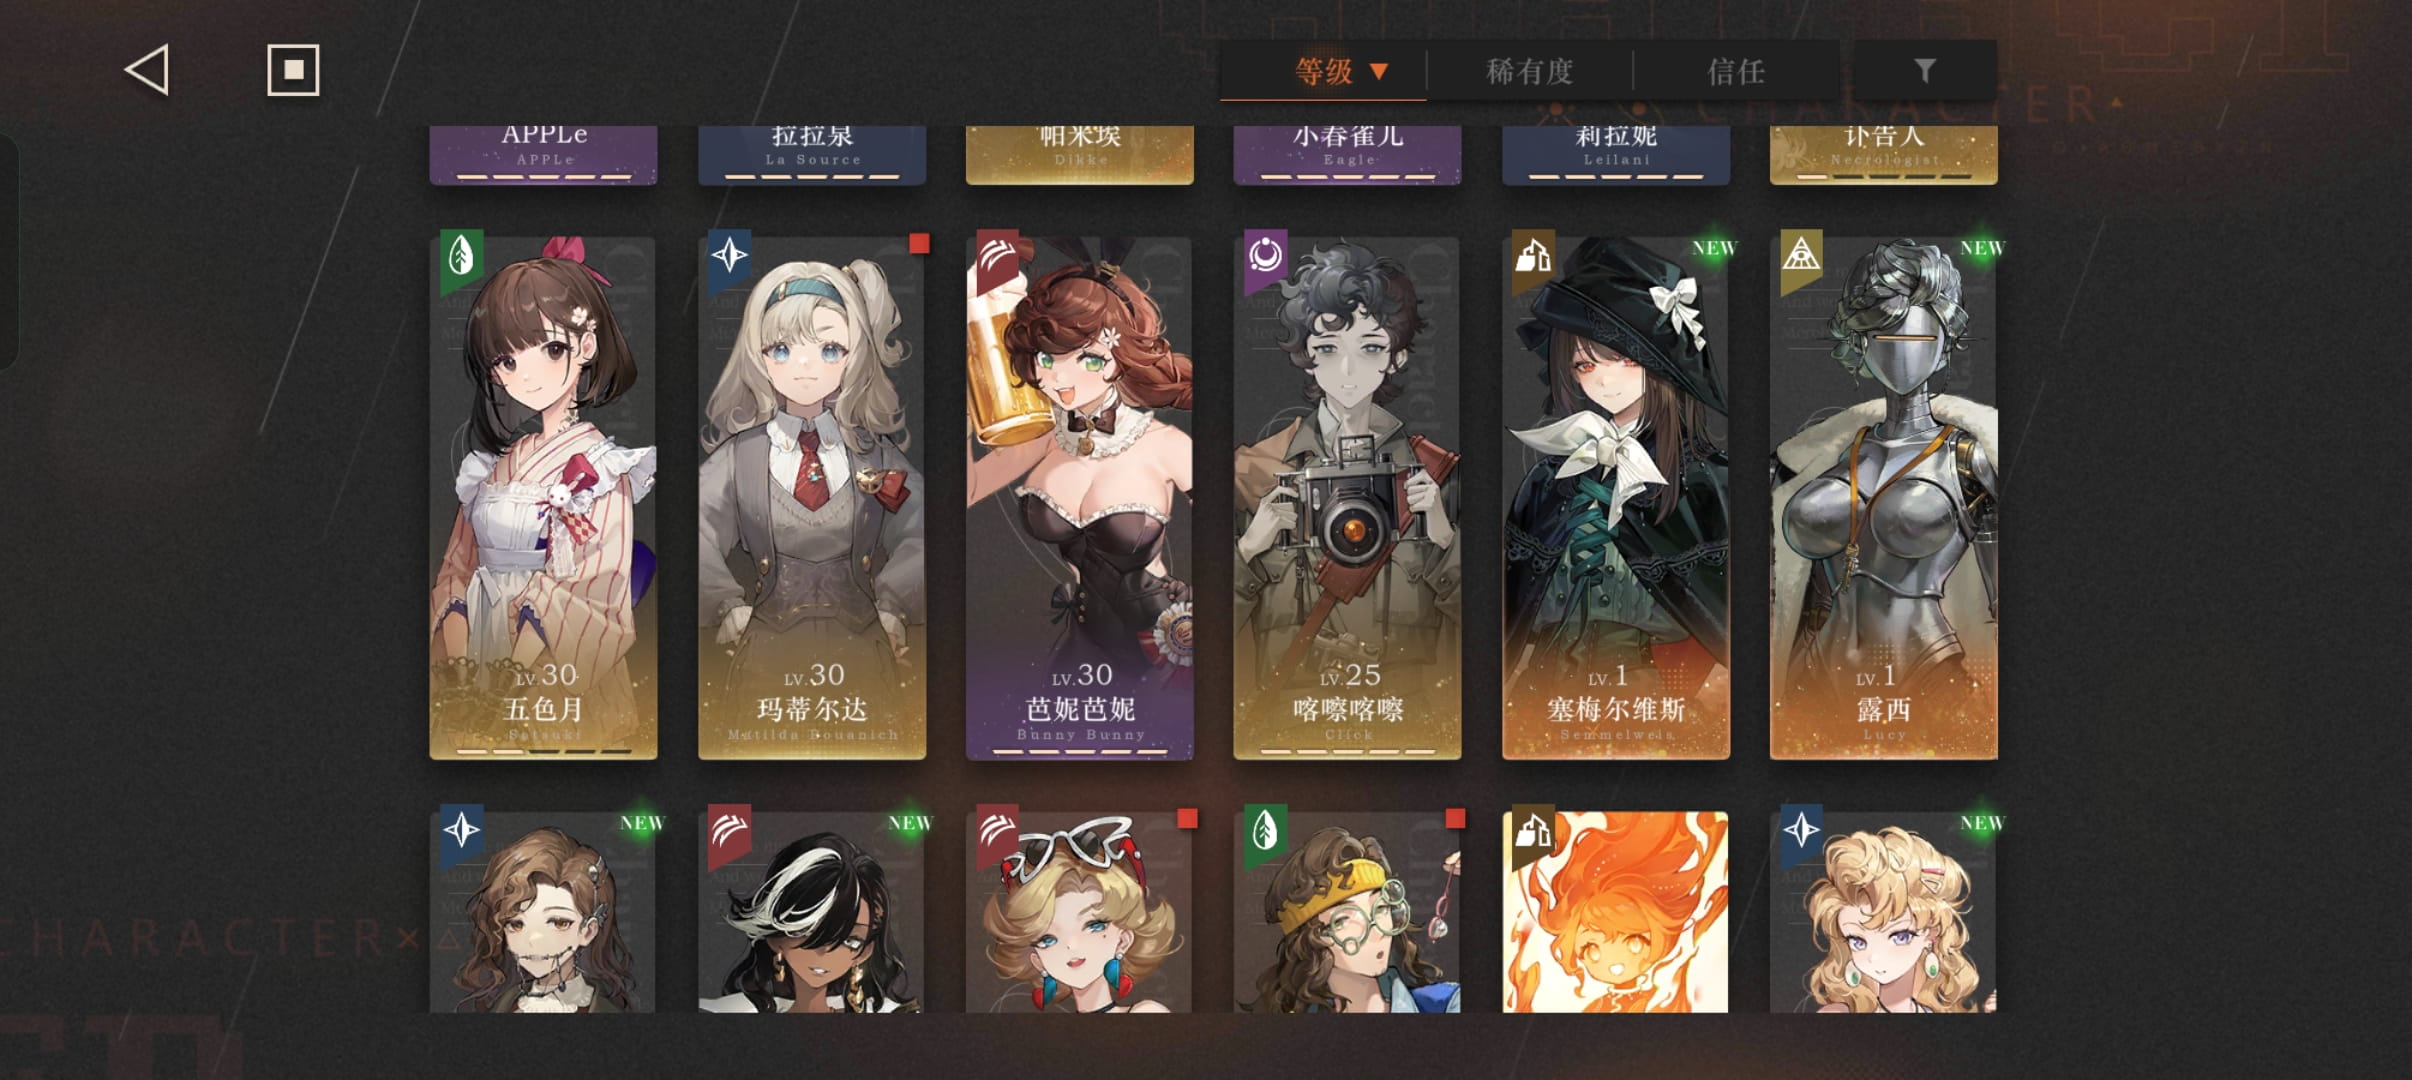 等级 稀有度 信任
CHARACTER
APPLe 拉拉泉 帕米埃 小春雀儿 莉拉妮 讣告人
APPLe La Source Dikke Eagle Leilani Necrologist
NEW NEW
LV.30 LV.30 LV.30 LV.25 LV.1 LV.1
五色月 玛蒂尔达 芭妮芭妮 喀嚓喀嚓 塞梅尔维斯 露西
Satsuki Matilda Bouanich Bunny Bunny Click Semmelweis Lucy
NEW NEW NEW
CHARACTER